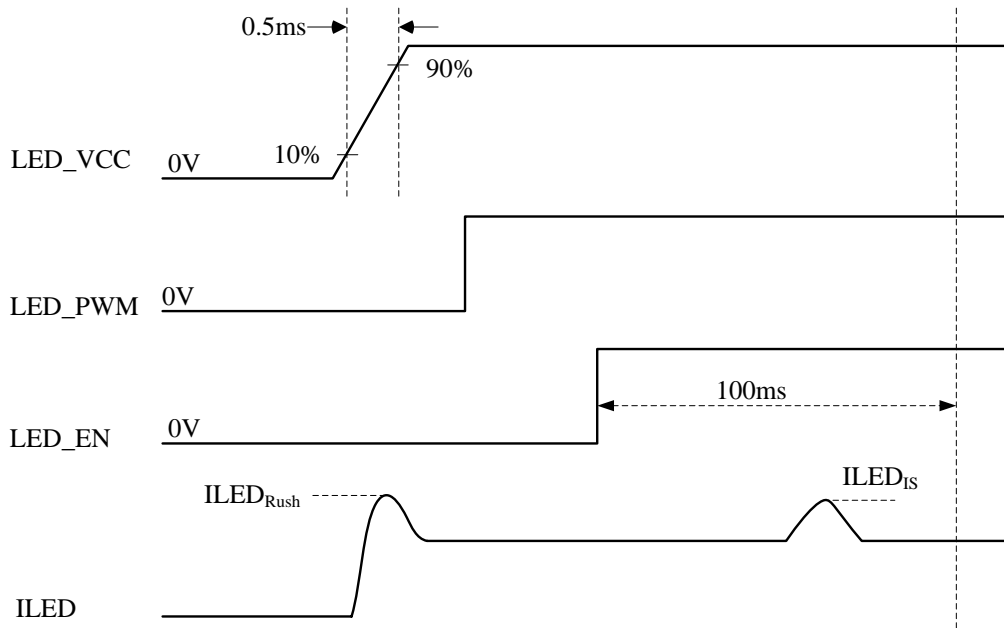 0.5ms
90%
10%
LED_VCC
0V
LED_PWM
0V
100ms
LED_EN
0V
ILEDRush
ILEDIS
ILED